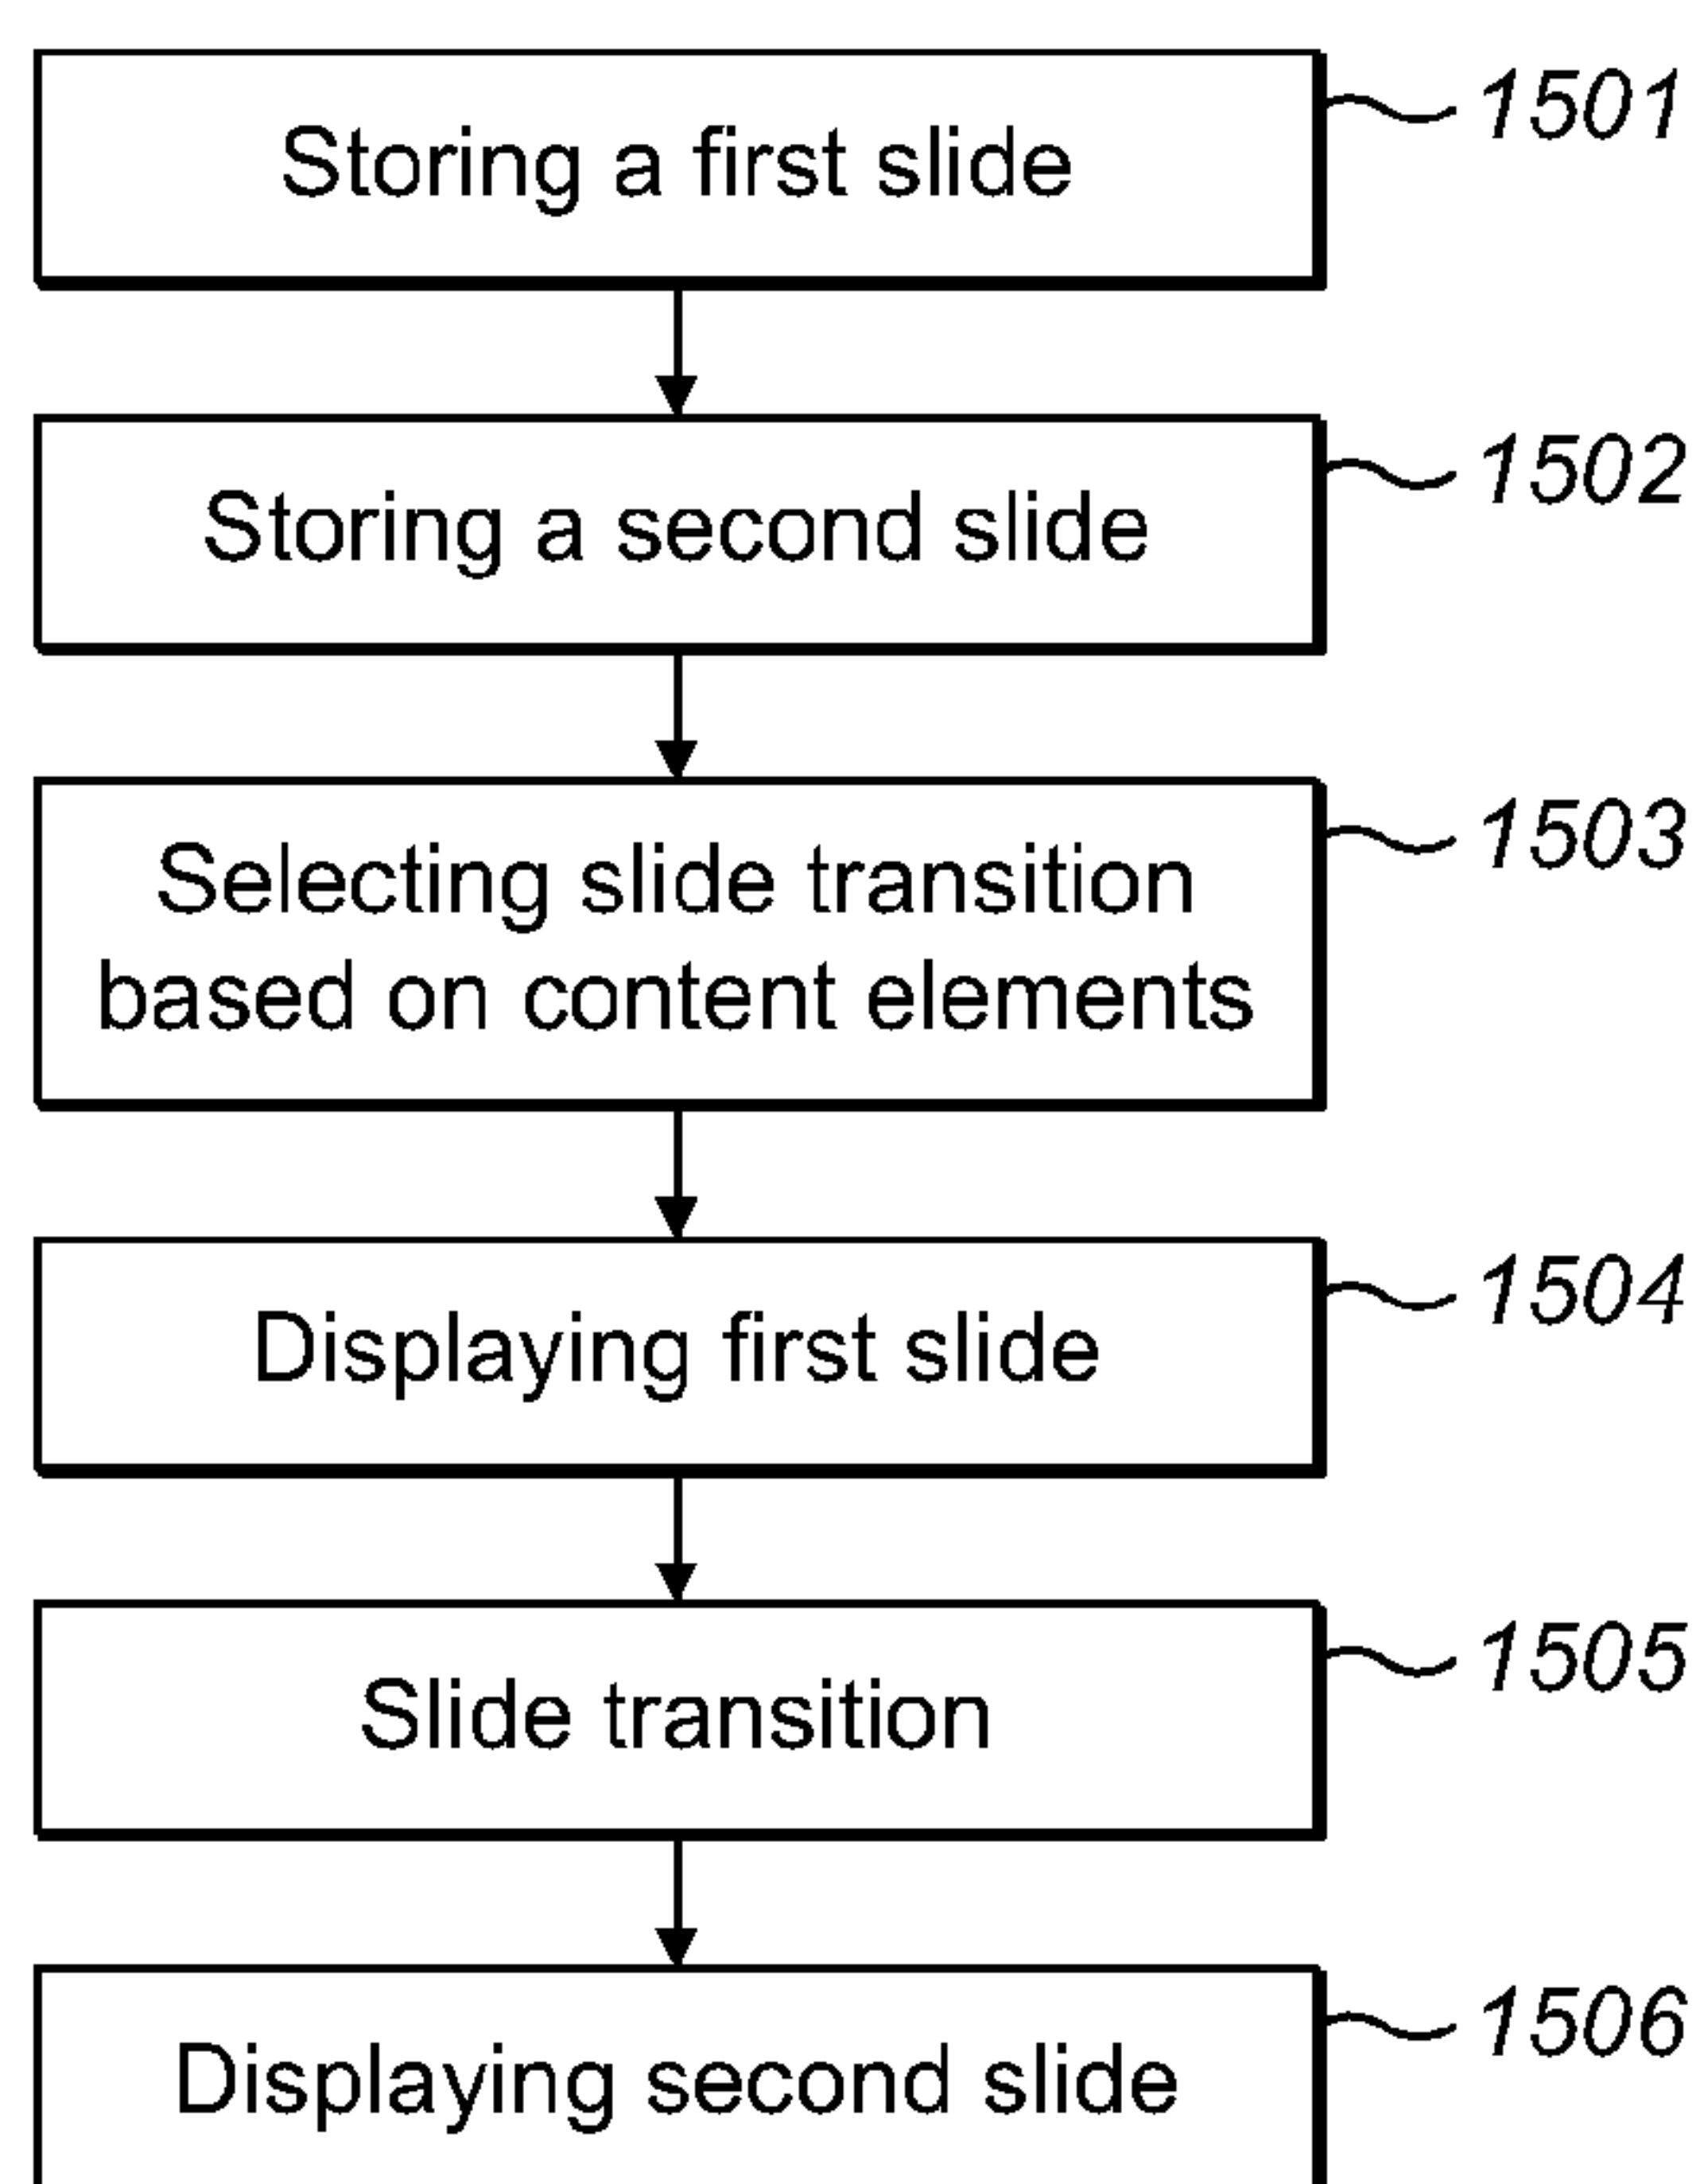 Storing a first slide
1501
Storing a second slide
1502
Selecting slide transition
based on content elements
1503
Displaying first slide
1504
Slide transition
1505
Displaying second slide
1506